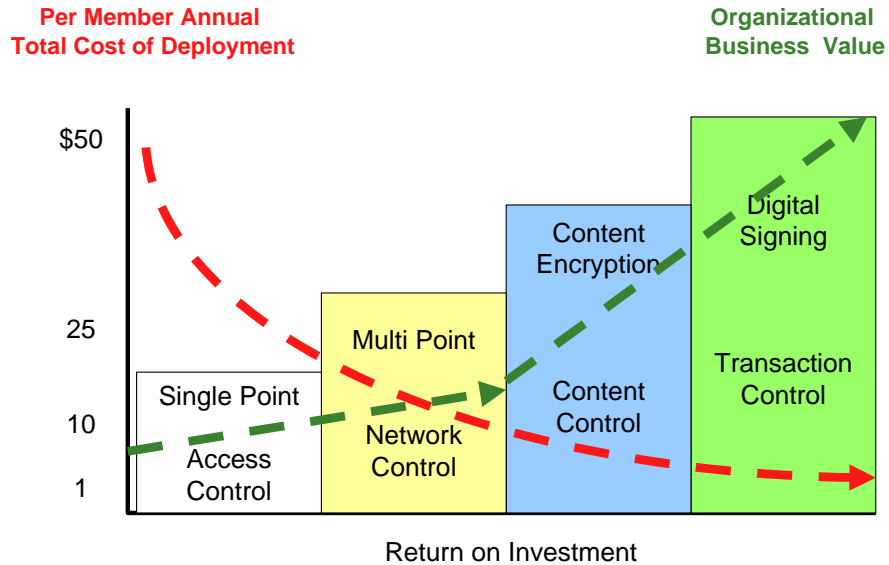 Per Member Annual
Total Cost of Deployment
Organizational
Business Value
$50
25
10
1
Single Point
Access
Control
Multi Point
Network
Control
Content
Encryption
Content
Control
Digital
Signing
Transaction
Control
Return on Investment